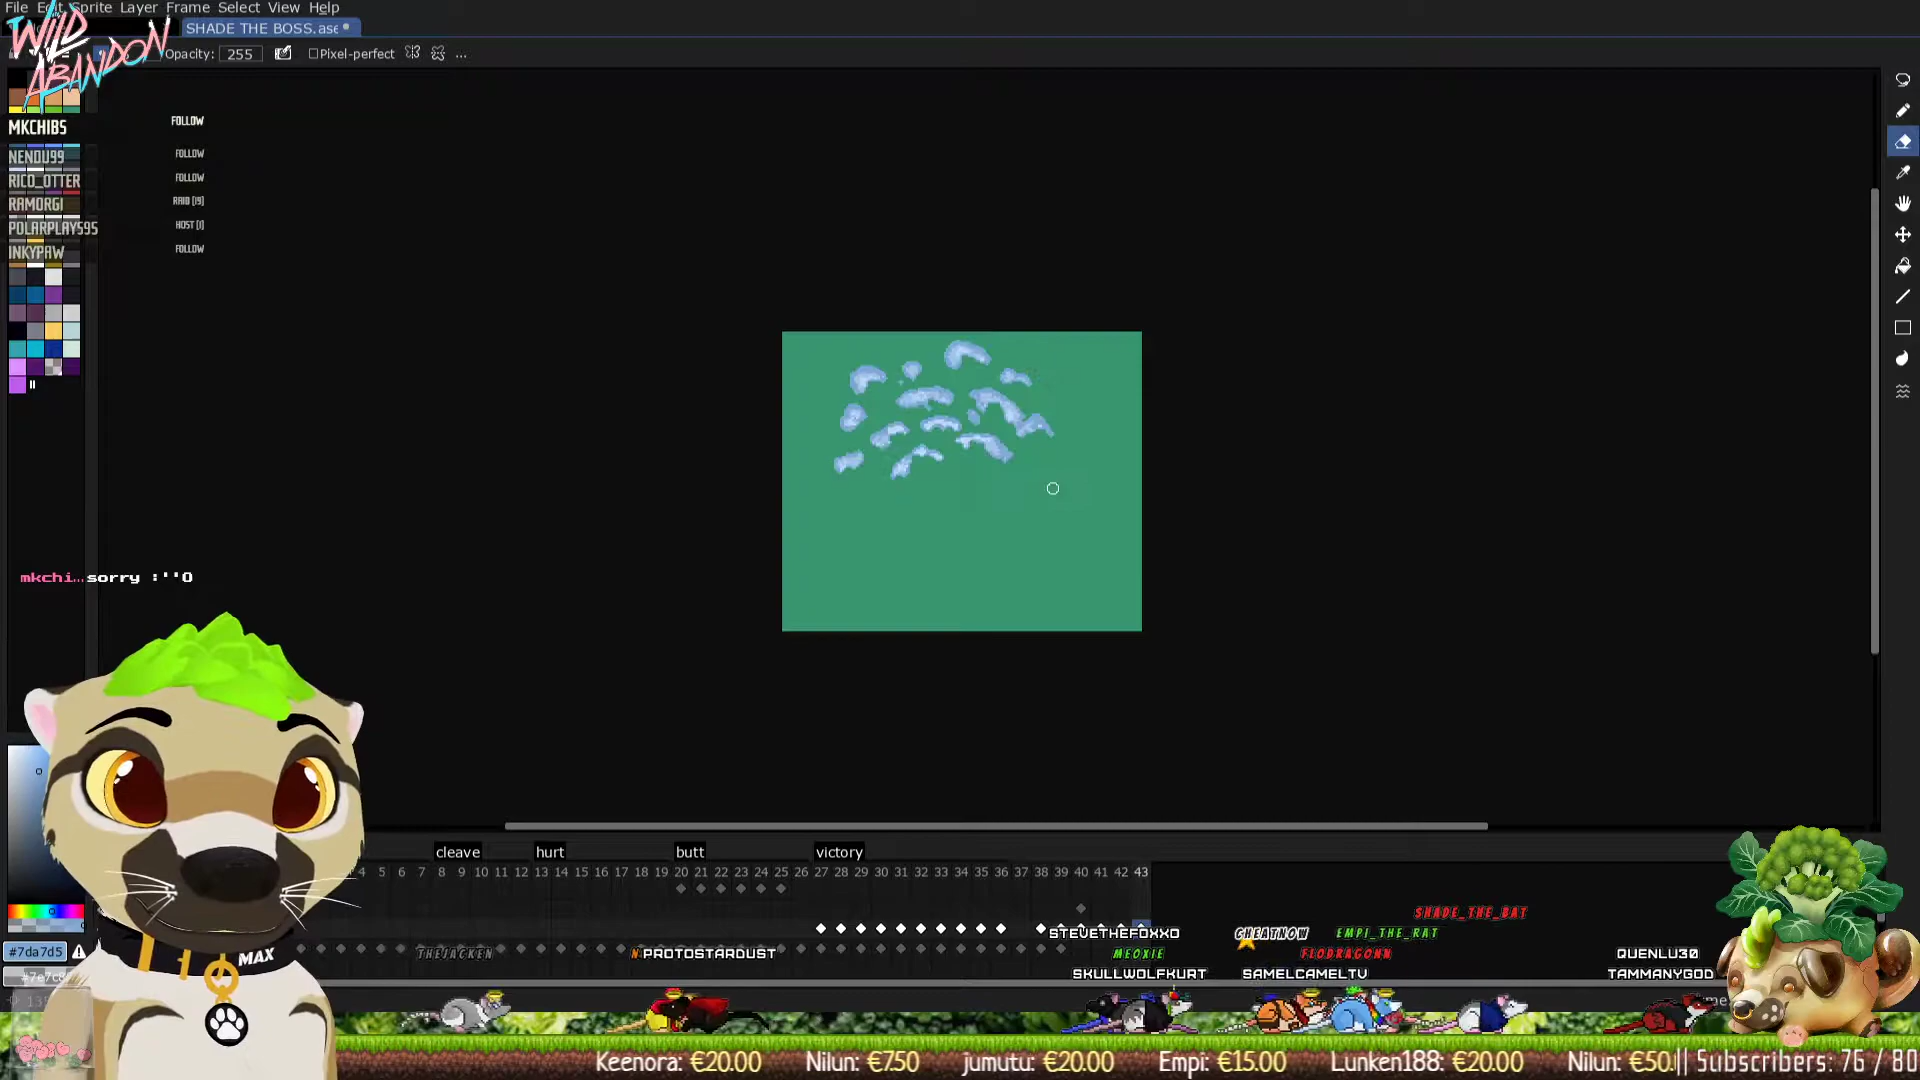 File Edit Sprite Layer Frame Select View Help
WILD ABANDON
SHADE THE BOSS.ase
Opacity: 255 Pixel-perfect ...
MKCHIBS FOLLOW
NENDU99 FOLLOW
RICO_OTTER FOLLOW
RAMORGI RAID (19)
POLARPLAYS95 HOST (1)
INKYPAW FOLLOW
mkchi... sorry :''0
cleave hurt butt victory
4 5 6 7 8 9 10 11 12 13 14 15 16 17 18 19 20 21 22 23 24 25 26 27 28 29 30 31 32 33 34 35 36 37 38 39 40 41 42 43
SHADE_THE_BAT
STEVETHEFOXXO CHEATNOW EMPI_THE_RAT
#7da7d5
THEJACKEN PROTOSTARDUST MEOXIE FLODRAGONN QUENLU30
MAX
SKULLWOLFKURT SAMELCAMELTV TAMMANYGOD
Keenora: €20.00 Nilun: €7.50 jumutu: €20.00 Empi: €15.00 Lunken188: €20.00 Nilun: €50. || Subscribers: 76 / 80